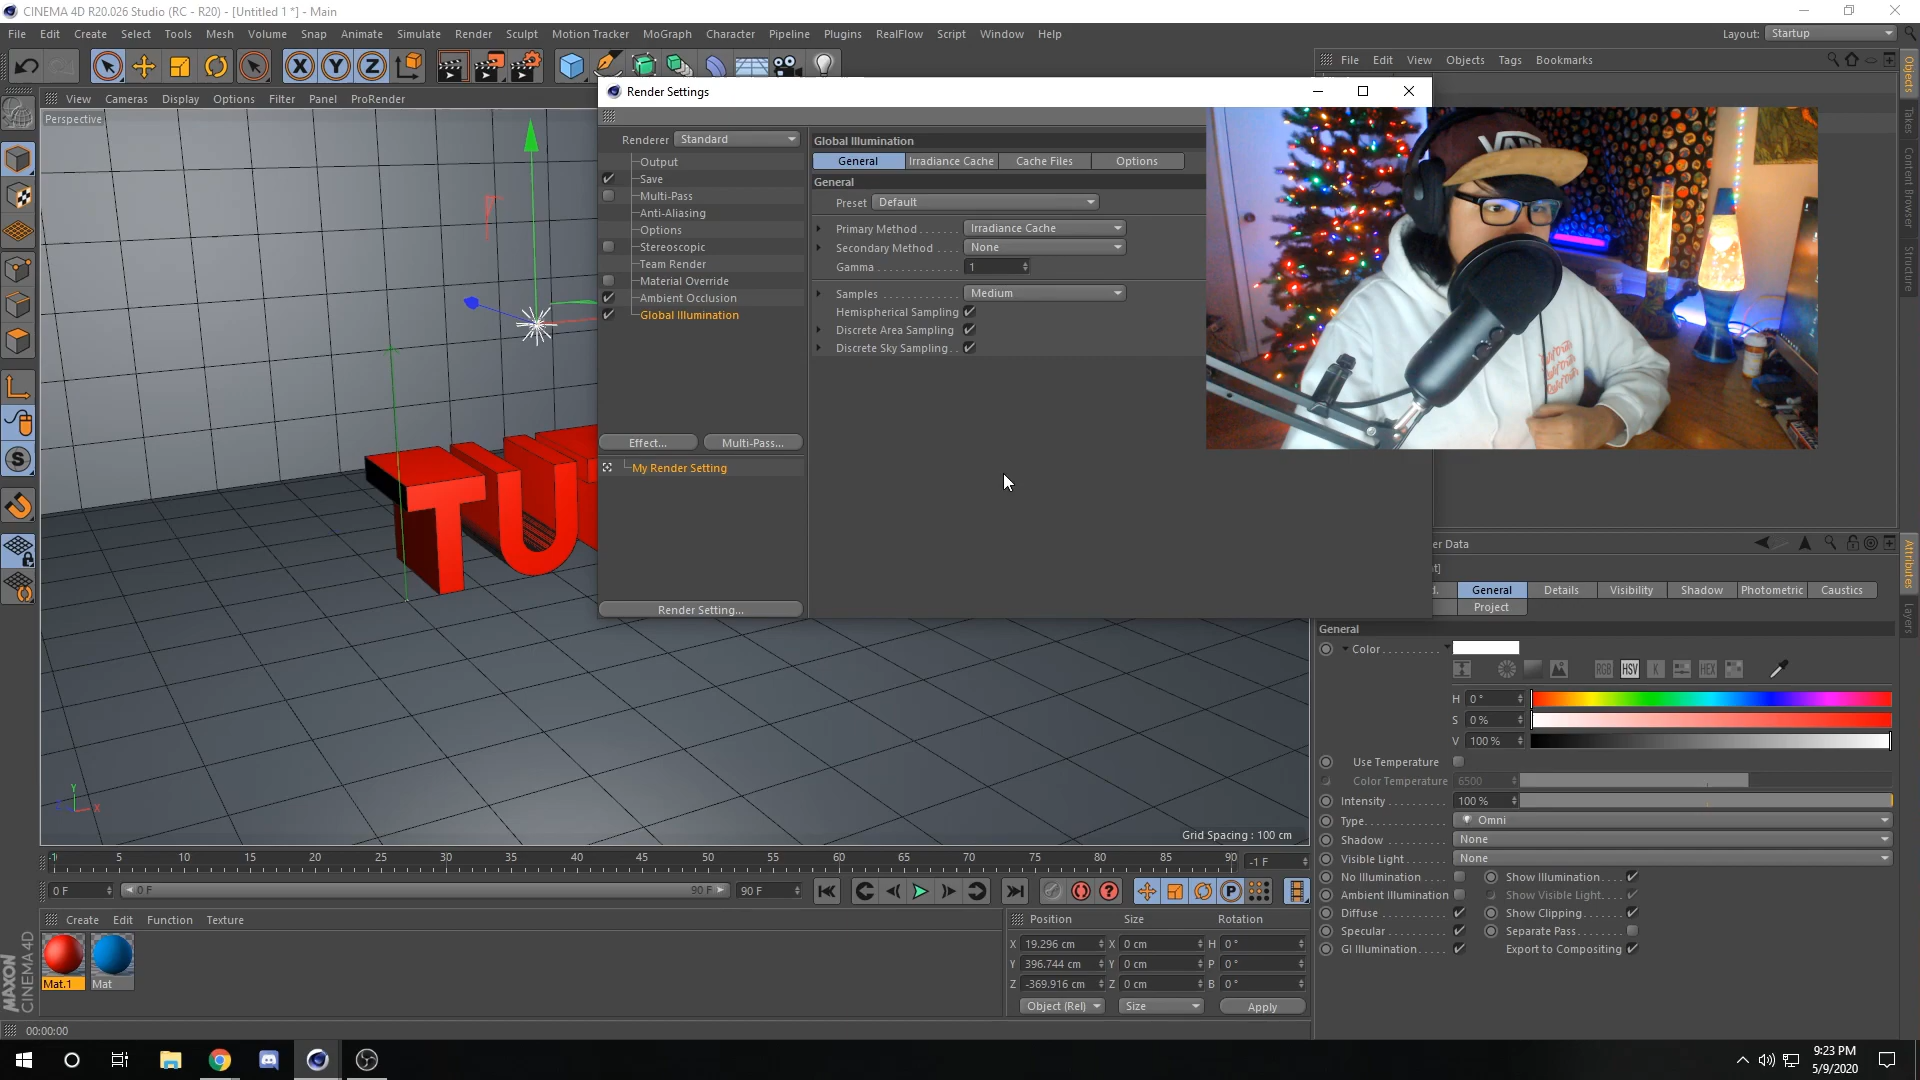 CINEMA 4D R20.026 Studio (RC - R20) - [Untitled 1 *] - Main
File Edit Create Select Tools Mesh Volume Snap Animate Simulate Render Sculpt Motion Tracker MoGraph Character Pipeline Plugins RealFlow Script Window Help
Layout: Startup
File Edit View Objects Tags Bookmarks
View Cameras Display Options Filter Panel ProRender
Perspective
Render Settings
Renderer Standard
Output
Save
Multi-Pass
Anti-Aliasing
Options
Stereoscopic
Team Render
Material Override
Ambient Occlusion
Global Illumination
Effect... Multi-Pass...
My Render Setting
Render Setting...
Global Illumination
General Irradiance Cache Cache Files Options
General
Preset Default
Primary Method . . . . . . . Irradiance Cache
Secondary Method . . . . None
Gamma . . . . . . . . . . . . . 1
Samples . . . . . . . . . . . Medium
Hemispherical Sampling
Discrete Area Sampling
Discrete Sky Sampling . .
VANS
TU
Y
X
Grid Spacing : 100 cm
Objects
Takes
Content Browser
Structure
Attributes
Layers
er Data
t]
d. General Details Visibility Shadow Photometric Caustics
Project
General
Color . . . . . . . . . .
RGB HSV K HEX
H 0 °
S 0 %
V 100 %
Use Temperature
Color Temperature 6500
Intensity . . . . . . . . . 100 %
Type. . . . . . . . . . . . . Omni
Shadow . . . . . . . . . . None
Visible Light . . . . . . None
No Illumination . . . . Show Illumination . . . .
Ambient Illumination Show Visible Light. . . .
Diffuse . . . . . . . . . . . Show Clipping . . . . . . .
Specular . . . . . . . . . . Separate Pass . . . . . . .
GI Illumination . . . . . Export to Compositing
-1 5 10 15 20 25 30 35 40 45 50 55 60 65 70 75 80 85 90 -1 F
0 F 0 F 90 F 90 F
Create Edit Function Texture
Mat.1 Mat
MAXON
CINEMA 4D
Position Size Rotation
X 19.296 cm X 0 cm H 0 °
Y 396.744 cm Y 0 cm P 0 °
Z -369.916 cm Z 0 cm B 0 °
Object (Rel) Size Apply
00:00:00
9:23 PM
5/9/2020